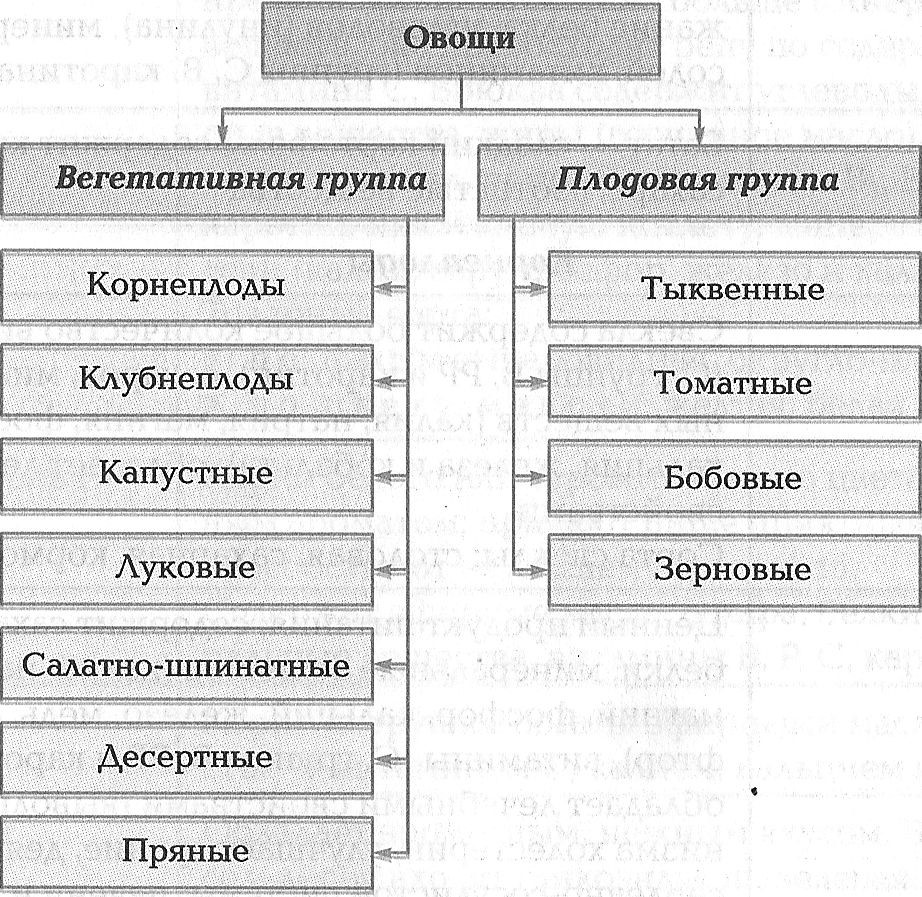 Овощи
Вегетативная группа
Плодовая группа
Корнеплоды
Клубнеплоды
Капустные
Луковые
Салатно-шпинатные
Десертные
Пряные
Тыквенные
Томатные
Бобовые
Зерновые